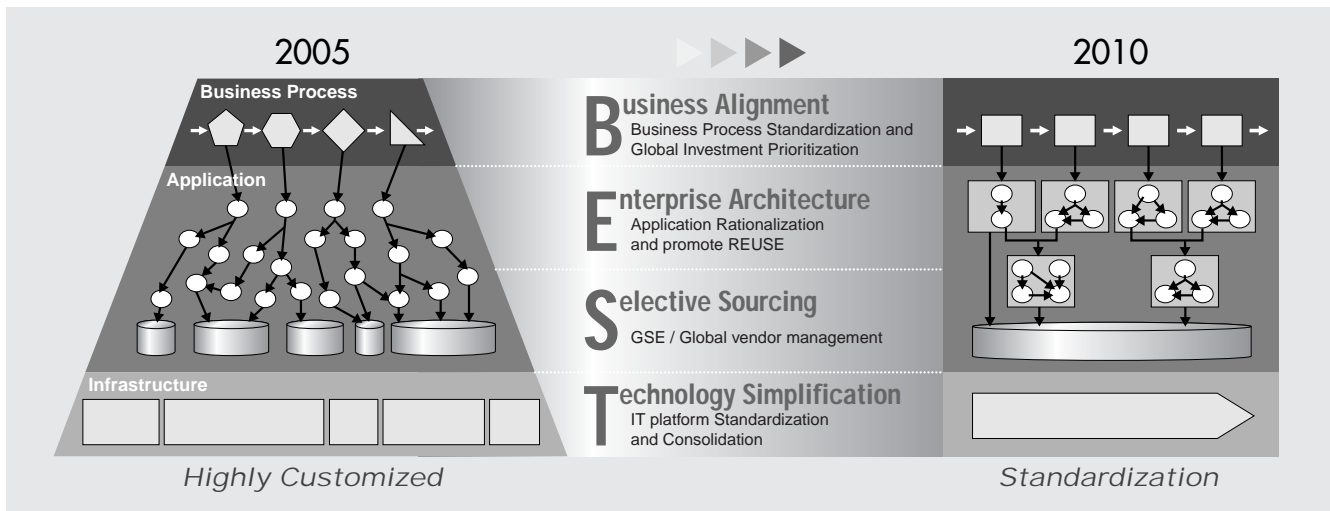 2005
2010
Business Process
Application
Infrastructure
Highly Customized
Business Alignment
Business Process Standardization and
Global Investment Prioritization
Enterprise Architecture
Application Rationalization
and promote REUSE
Selective Sourcing
GSE / Global vendor management
Technology Simplification
IT platform Standardization
and Consolidation
Standardization